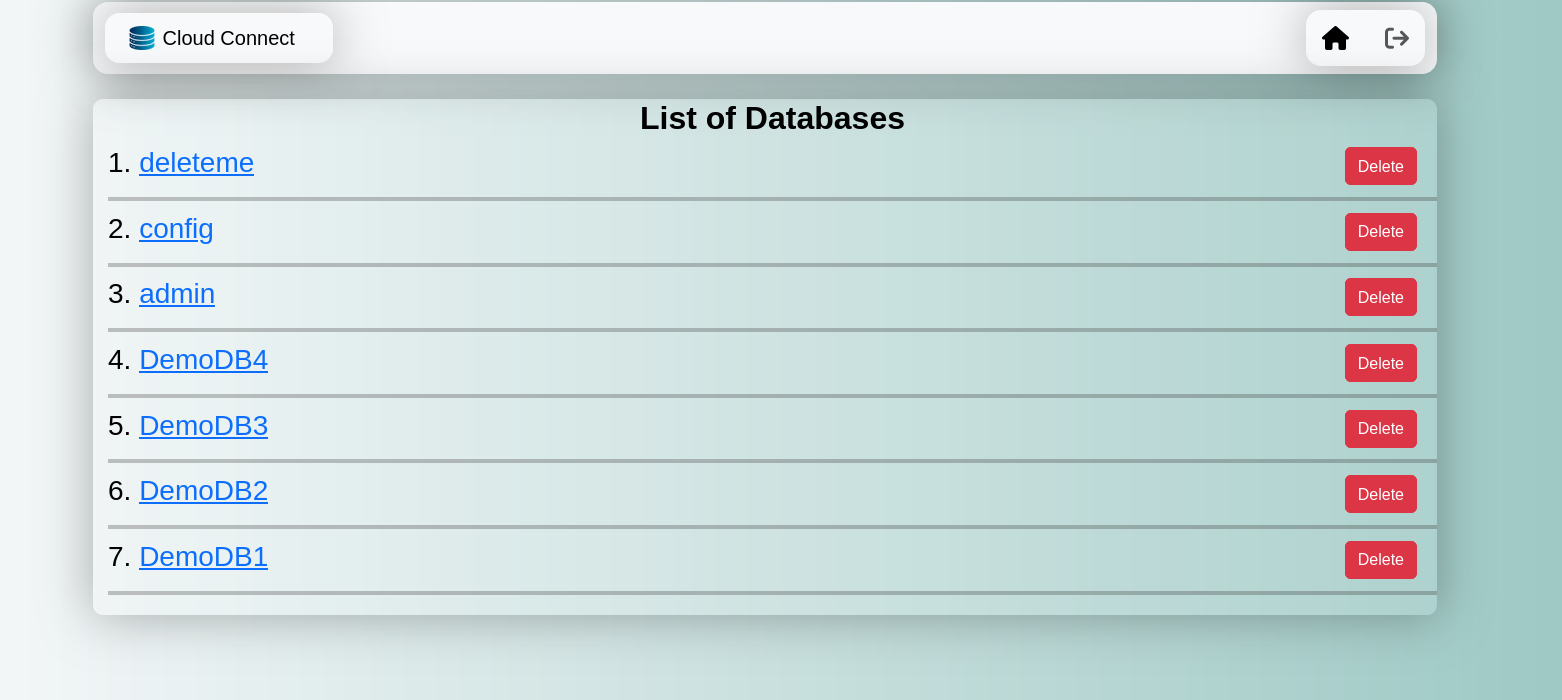 Cloud Connect
List of Databases
1. deleteme Delete
2. config Delete
3. admin Delete
4. DemoDB4 Delete
5. DemoDB3 Delete
6. DemoDB2 Delete
7. DemoDB1 Delete